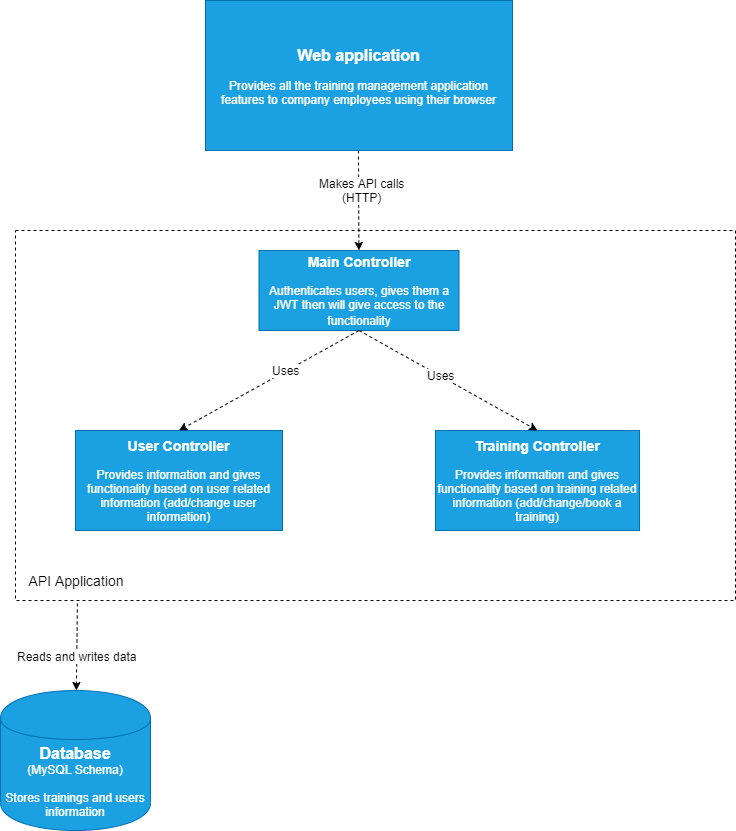 Web application
Provides all the training management application
features to company employees using their browser
Makes API calls
(HTTP)
Main Controller
Authenticates users, gives them a
JWT then will give access to the
functionality
Uses
Uses
User Controller
Provides information and gives
functionality based on user related
information (add/change user
information)
Training Controller
Provides information and gives
functionality based on training related
information (add/change/book a
training)
API Application
Reads and writes data
Database
(MySQL Schema)
Stores trainings and users
information